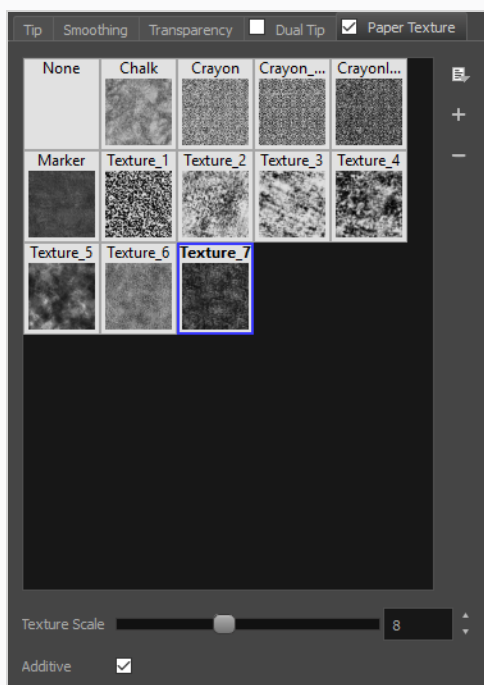 Tip Smoothing Transparency Dual Tip Paper Texture
None Chalk Crayon Crayon_... Crayonl...
Marker Texture_1 Texture_2 Texture_3 Texture_4
Texture_5 Texture_6 Texture_7
Texture Scale 8
Additive